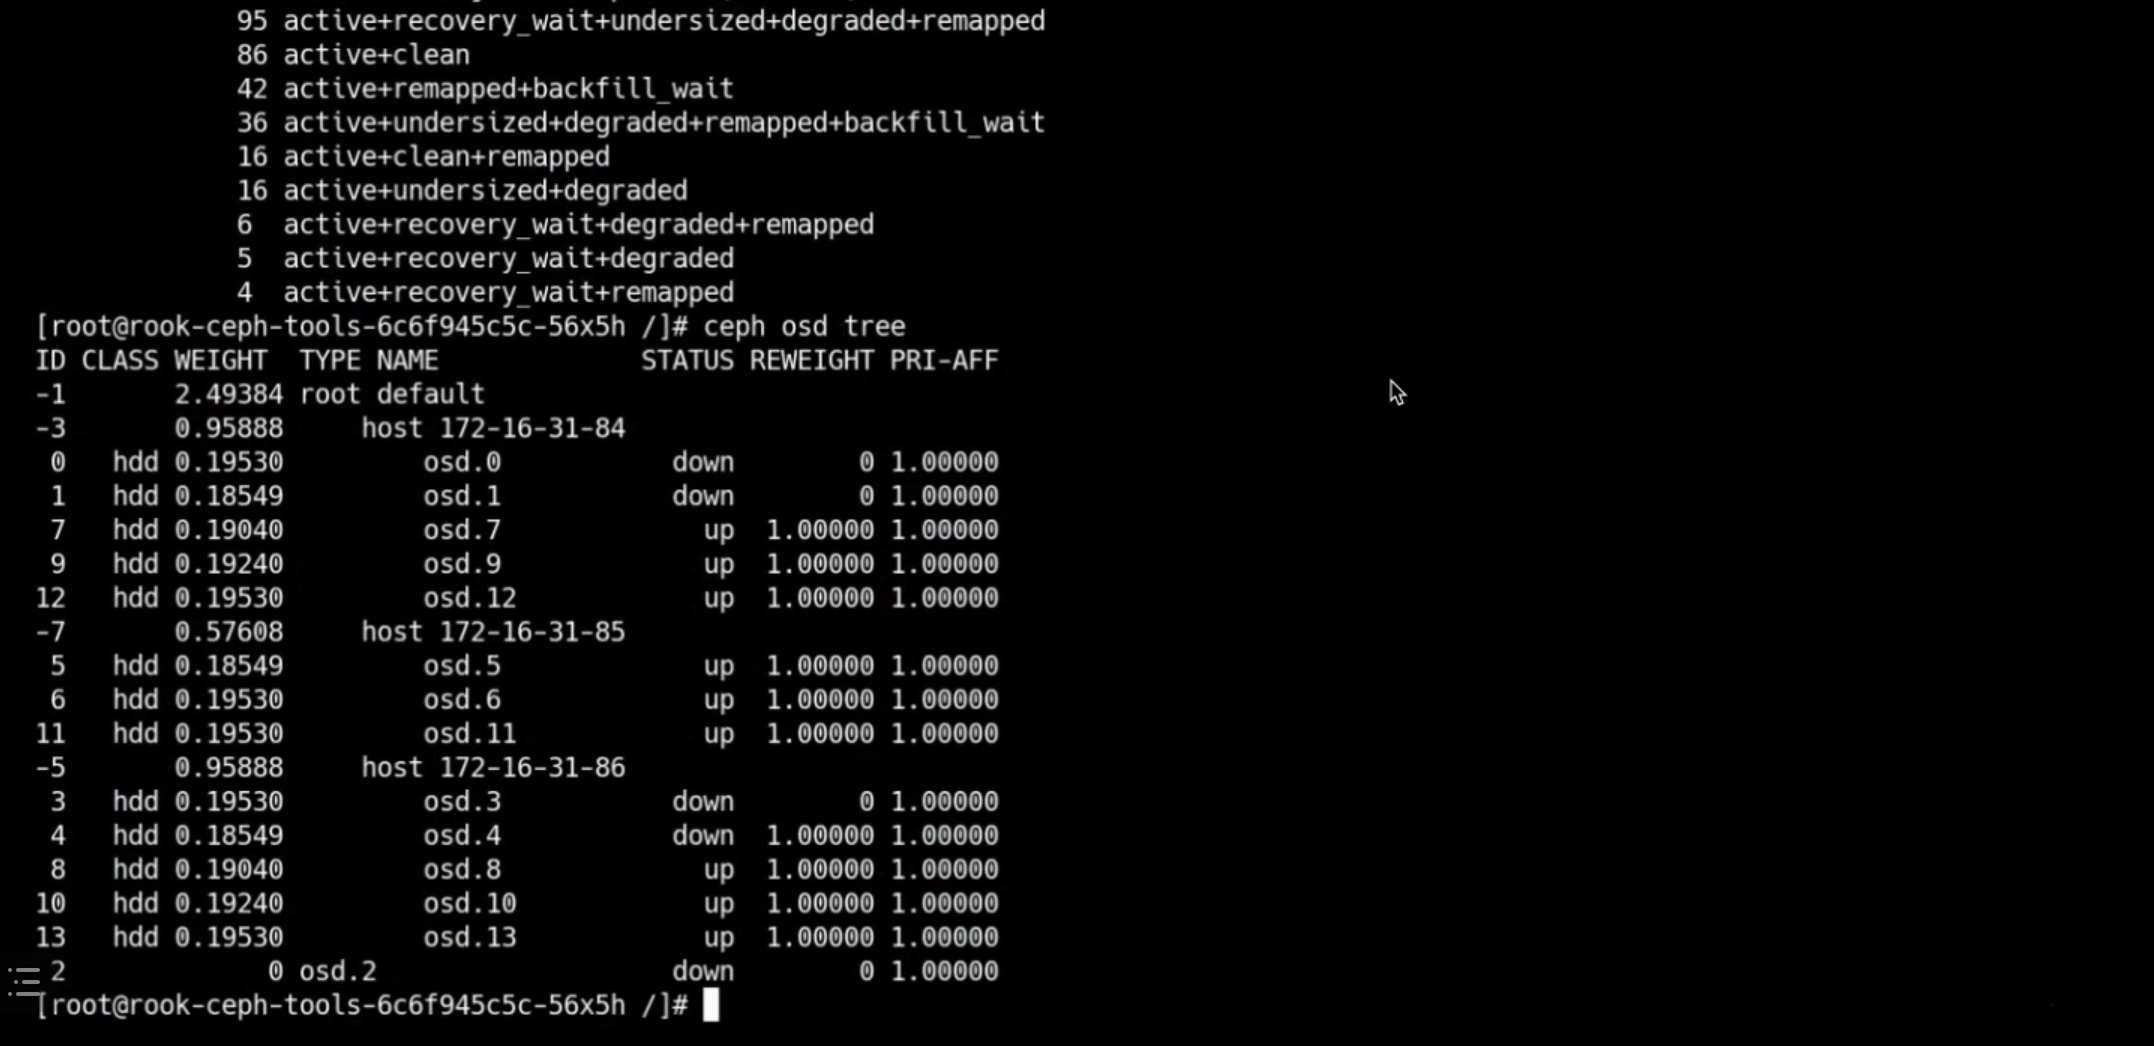 95 active+recovery_wait+undersized+degraded+remapped
86 active+clean
42 active+remapped+backfill_wait
36 active+undersized+degraded+remapped+backfill_wait
16 active+clean+remapped
16 active+undersized+degraded
6 active+recovery_wait+degraded+remapped
5 active+recovery_wait+degraded
4 active+recovery_wait+remapped
[root@rook-ceph-tools-6c6f945c5c-56x5h /]# ceph osd tree
ID CLASS WEIGHT TYPE NAME STATUS REWEIGHT PRI-AFF
-1 2.49384 root default
-3 0.95888 host 172-16-31-84
0 hdd 0.19530 osd.0 down 0 1.00000
1 hdd 0.18549 osd.1 down 0 1.00000
7 hdd 0.19040 osd.7 up 1.00000 1.00000
9 hdd 0.19240 osd.9 up 1.00000 1.00000
12 hdd 0.19530 osd.12 up 1.00000 1.00000
-7 0.57608 host 172-16-31-85
5 hdd 0.18549 osd.5 up 1.00000 1.00000
6 hdd 0.19530 osd.6 up 1.00000 1.00000
11 hdd 0.19530 osd.11 up 1.00000 1.00000
-5 0.95888 host 172-16-31-86
3 hdd 0.19530 osd.3 down 0 1.00000
4 hdd 0.18549 osd.4 down 1.00000 1.00000
8 hdd 0.19040 osd.8 up 1.00000 1.00000
10 hdd 0.19240 osd.10 up 1.00000 1.00000
13 hdd 0.19530 osd.13 up 1.00000 1.00000
2 0 osd.2 down 0 1.00000
[root@rook-ceph-tools-6c6f945c5c-56x5h /]#